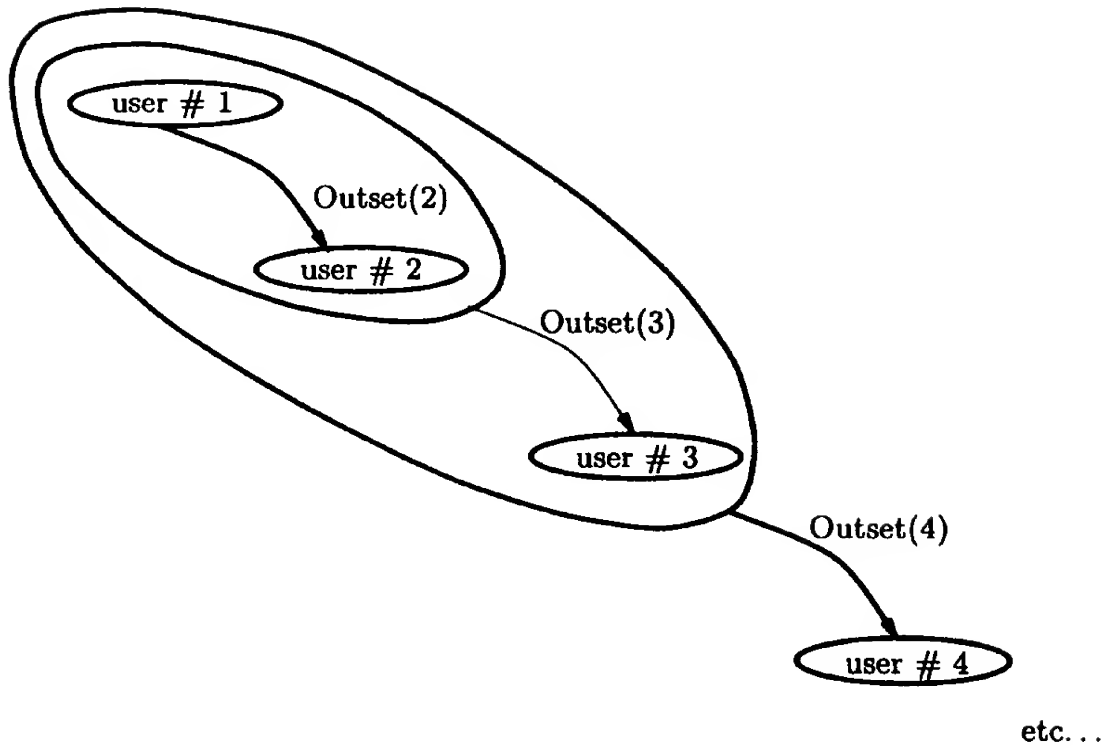 user # 1
Outset(2)
user # 2
Outset(3)
user # 3
Outset(4)
user # 4
etc...